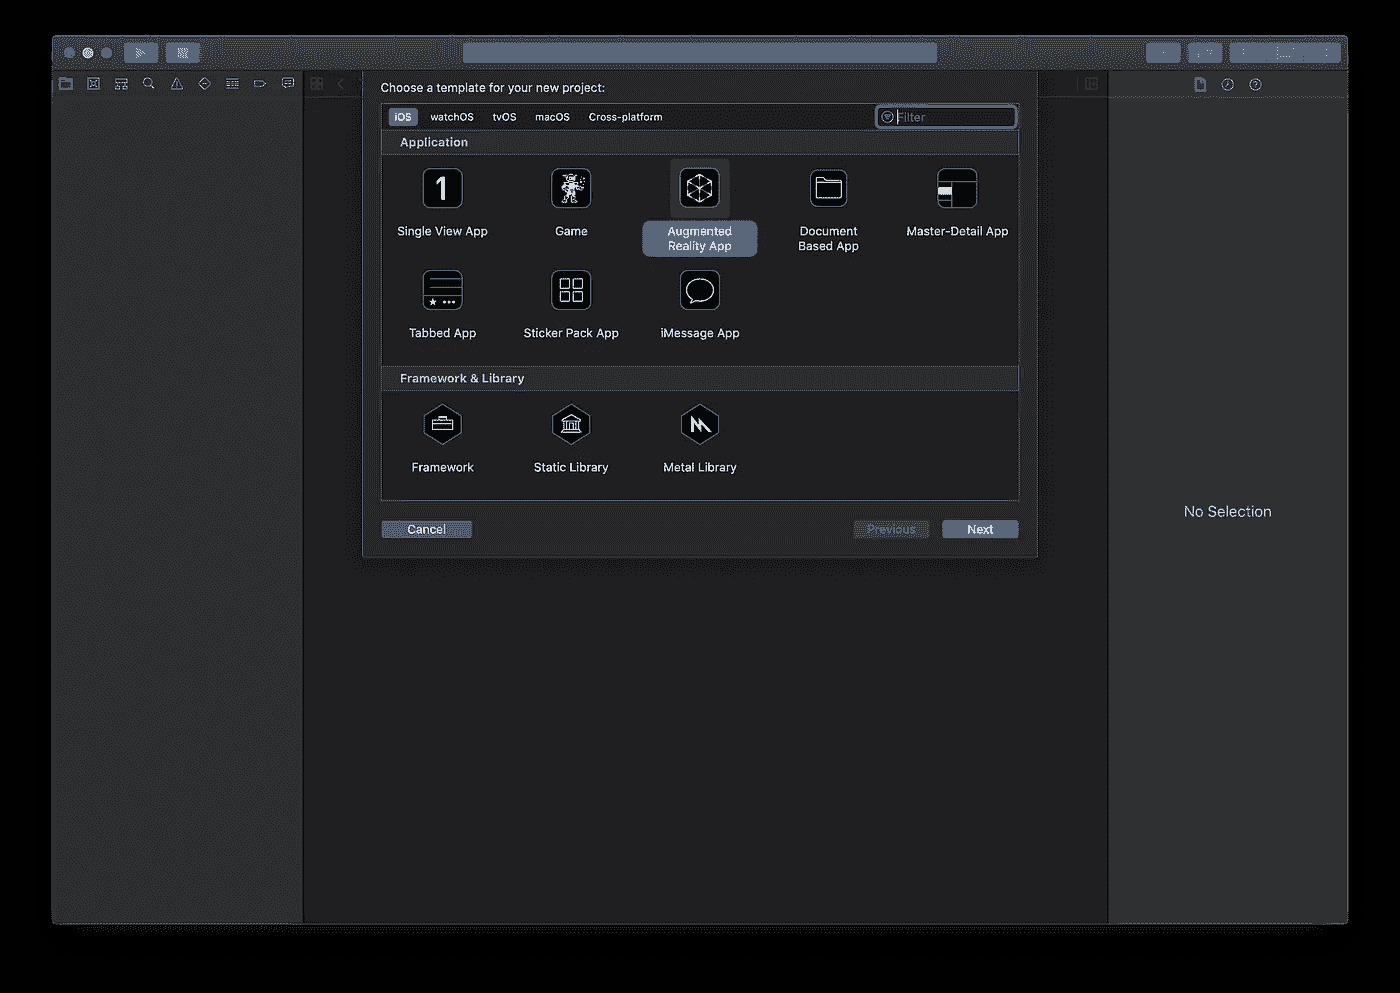 Choose a template for your new project:
iOS watchOS tvOS macOS Cross-platform Filter
Application
1
Single View App Game Augmented Reality App Document Based App Master-Detail App
Tabbed App Sticker Pack App iMessage App
Framework & Library
Framework Static Library Metal Library
No Selection
Cancel Previous Next